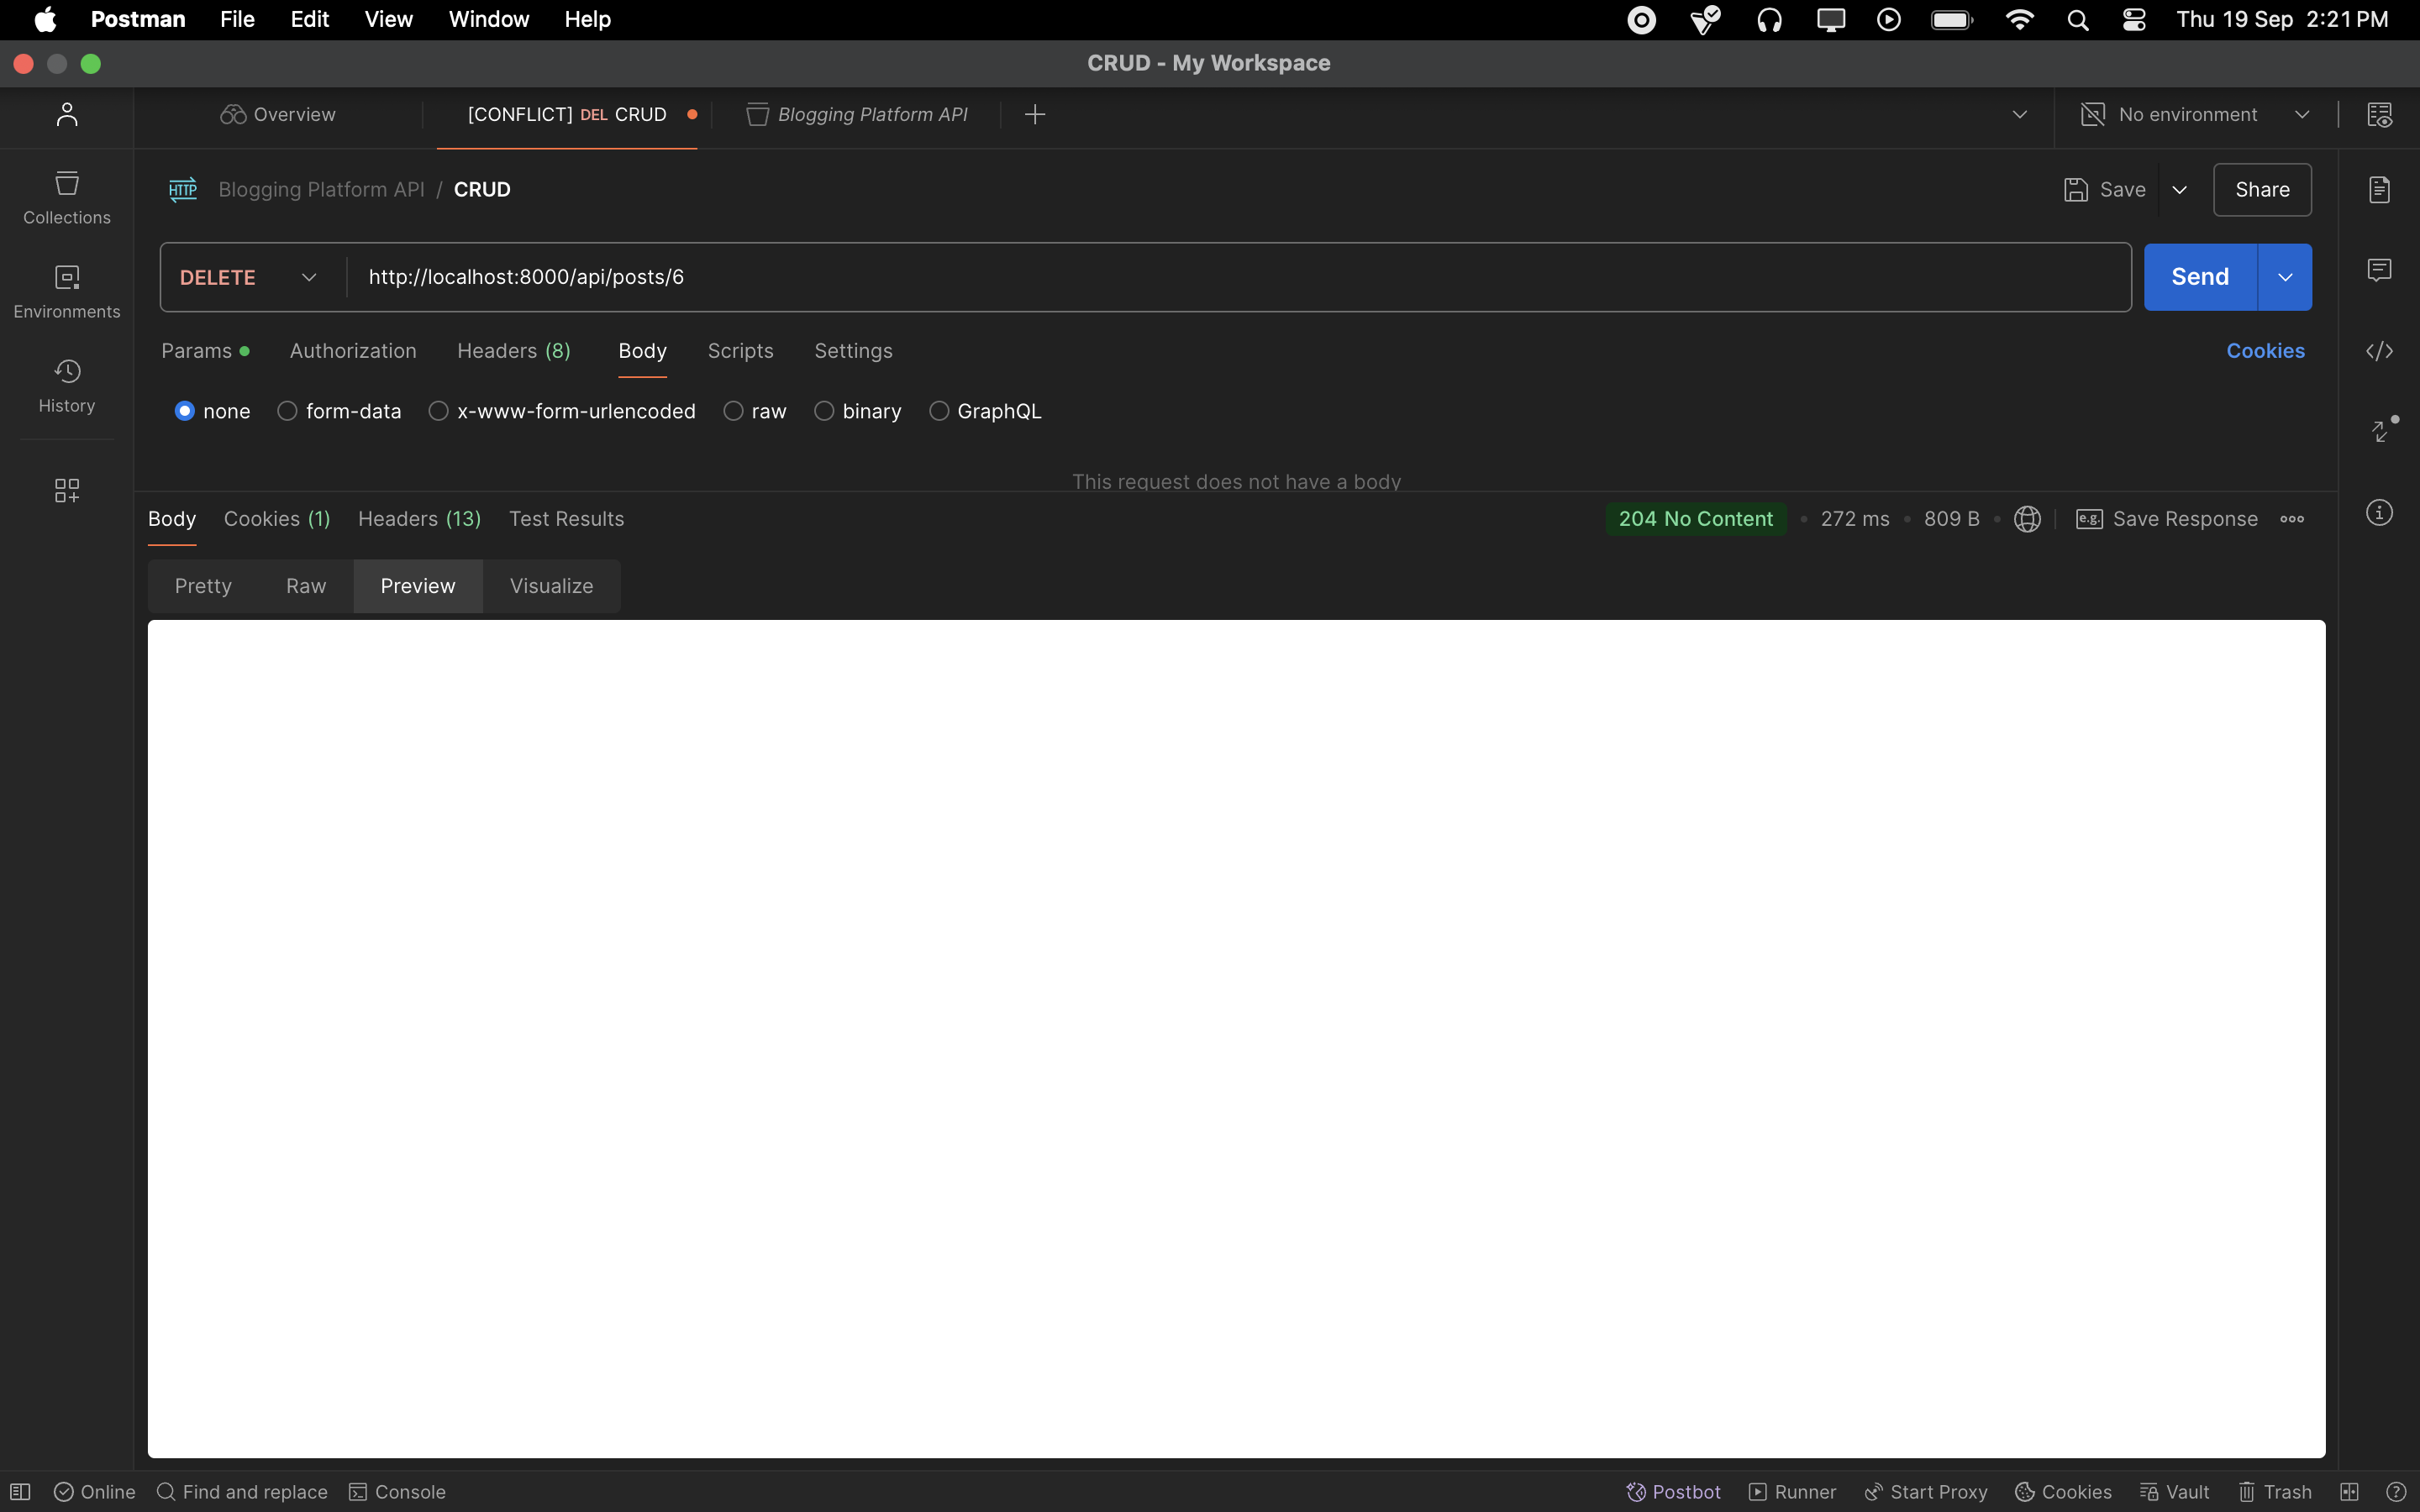 Postman File Edit View Window Help Thu 19 Sep 2:21 PM
CRUD - My Workspace
Overview [CONFLICT] DEL CRUD Blogging Platform API No environment
HTTP Blogging Platform API / CRUD Save Share
Collections
DELETE http://localhost:8000/api/posts/6 Send
Environments
Params Authorization Headers (8) Body Scripts Settings Cookies
History
none form-data x-www-form-urlencoded raw binary GraphQL
This request does not have a body
Body Cookies (1) Headers (13) Test Results 204 No Content 272 ms 809 B e.g. Save Response
Pretty Raw Preview Visualize
Online Find and replace Console Postbot Runner Start Proxy Cookies Vault Trash